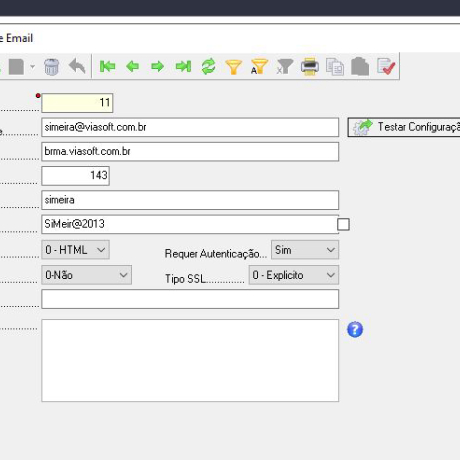 e Email
11
e............
simeira@viasoft.com.br
Testar Configuraçã
brma.viasoft.com.br
143
simeira
SiMeir@2013
0 - HTML
Requer Autenticação...
Sim
0-Não
Tipo SSL.............
0 - Explicito